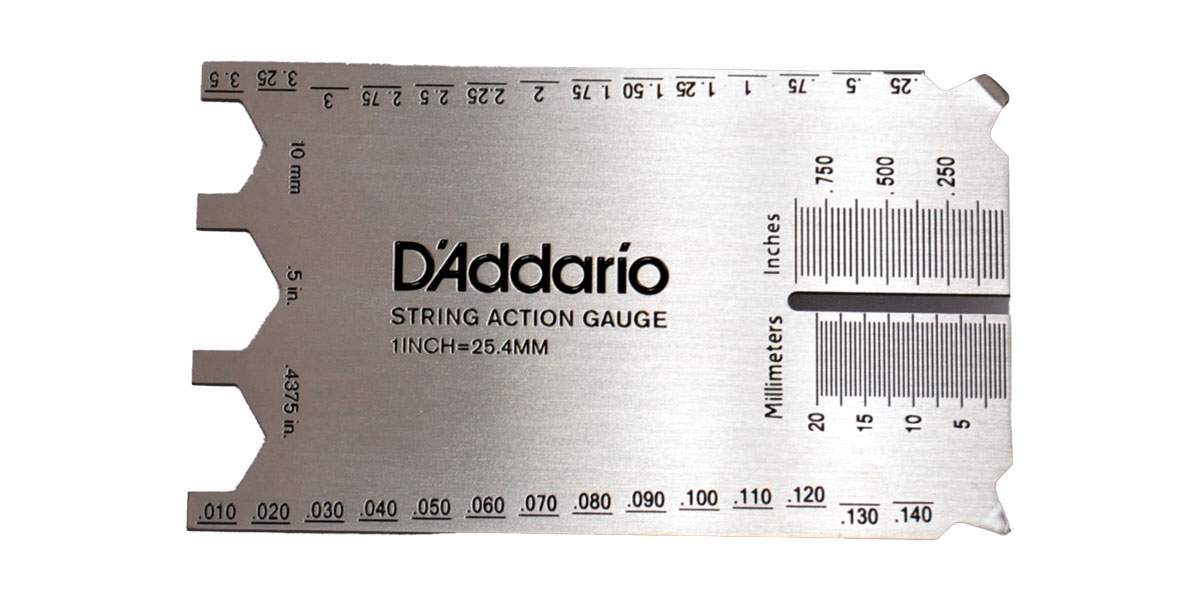 3.5 3.25 3 2.75 2.5 2.25 2 1.75 1.50 1.25 1 .75 .5 .25
10 mm
.5 in.
.4375 in.
D'Addario
STRING ACTION GAUGE
1INCH=25.4MM
.750 .500 .250
Inches
Millimeters
20 15 10 5
.010 .020 .030 .040 .050 .060 .070 .080 .090 .100 .110 .120 .130 .140